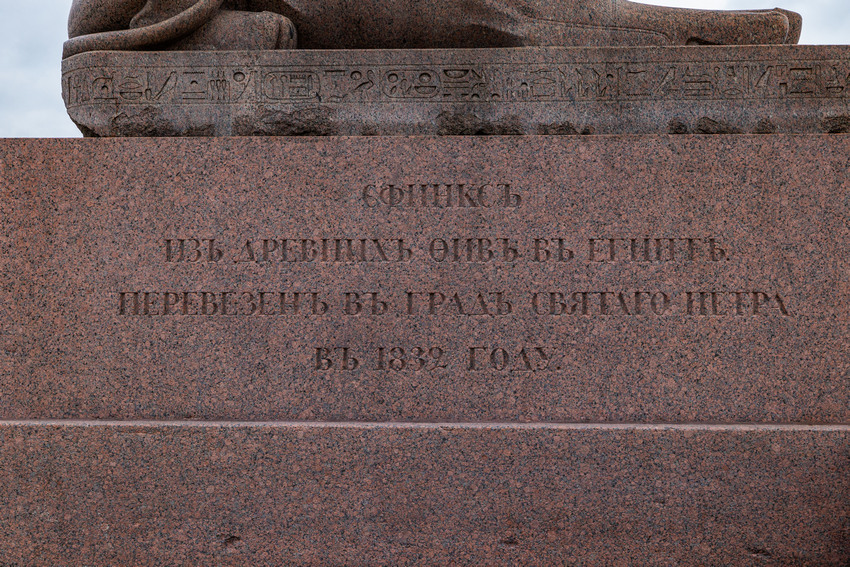 СФИНКСЪ
ИЗЪ ДРЕВНИХЪ ѲИВЪ ВЪ ЕГИПТѢ.
ПЕРЕВЕЗЕНЪ ВЪ ГРАДЪ СВЯТАГО ПЕТРА
ВЪ 1832 ГОДУ.